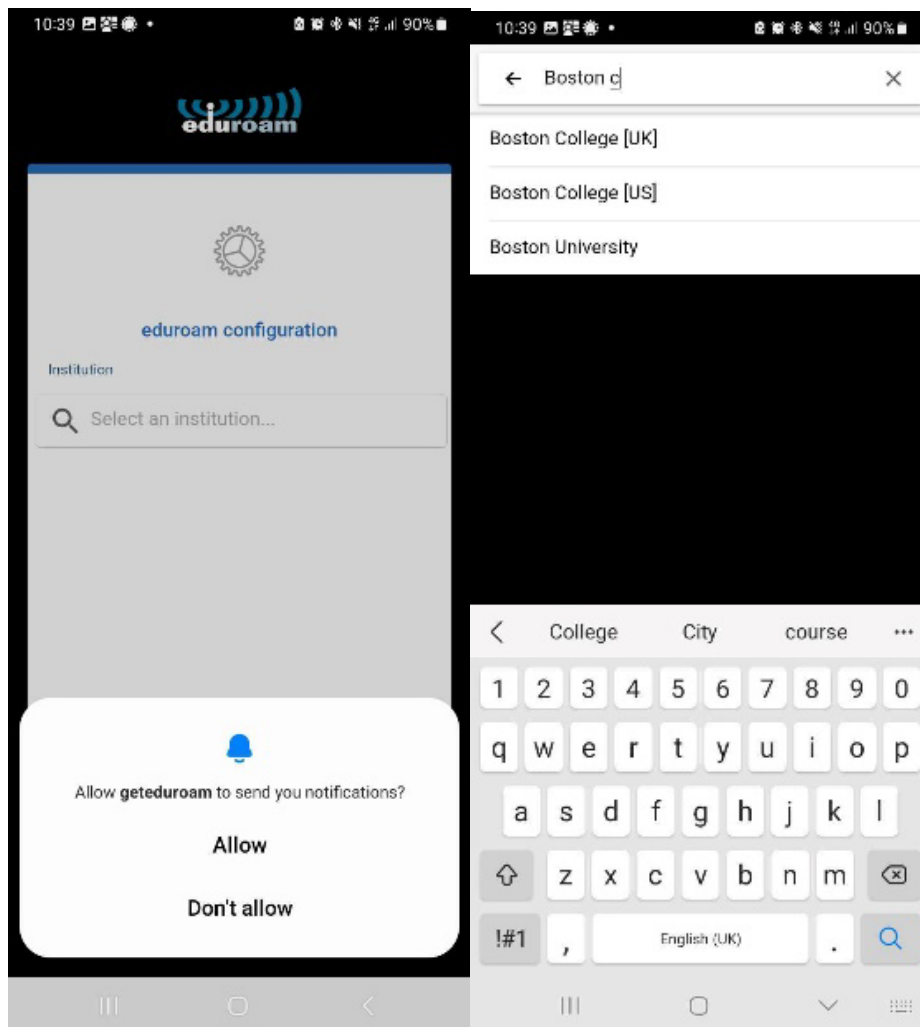 10:39
90%
eduroam
eduroam configuration
Institution
Select an institution...
Allow geteduroam to send you notifications?
Allow
Don't allow
10:39
90%
Boston c
Boston College [UK]
Boston College [US]
Boston University
College City course
1 2 3 4 5 6 7 8 9 0
q w e r t y u i o p
a s d f g h j k l
z x c v b n m
!#1 , English (UK) .